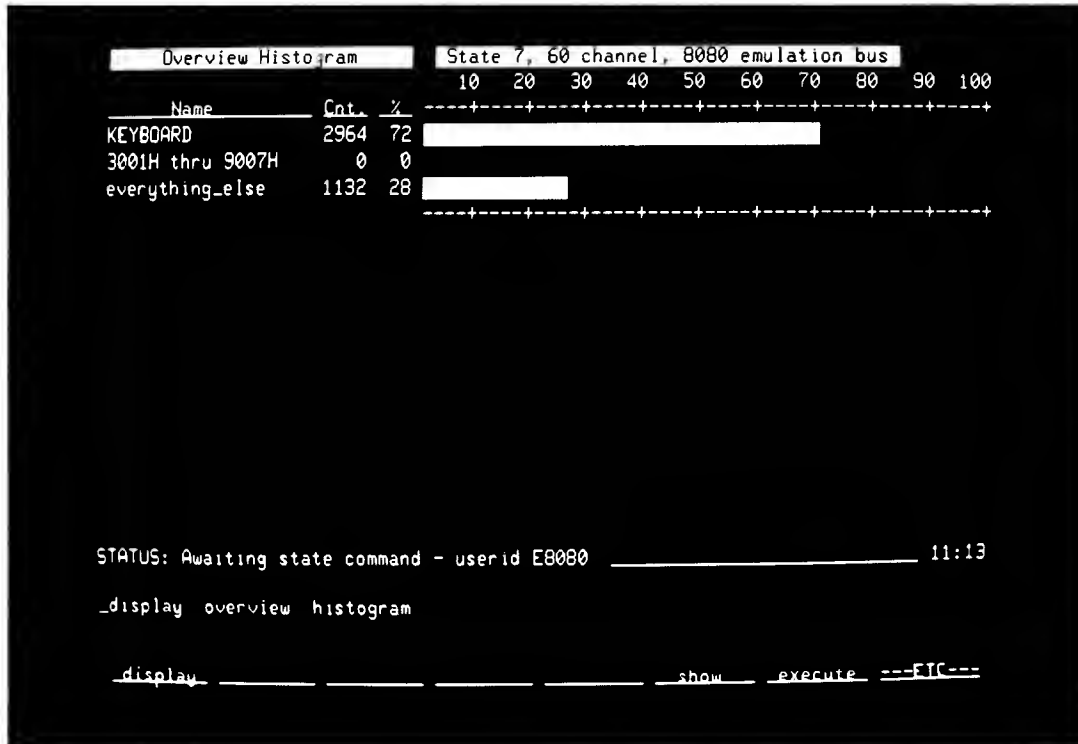 Overview Histogram State 7, 60 channel, 8080 emulation bus
10 20 30 40 50 60 70 80 90 100
Name Cnt. % ----+----+----+----+----+----+----+----+----+----+
KEYBOARD 2964 72
3001H thru 9007H 0 0
everything_else 1132 28
----+----+----+----+----+----+----+----+----+----+
STATUS: Awaiting state command - userid E8080 11:13
_display overview histogram
display show execute ---ETC---